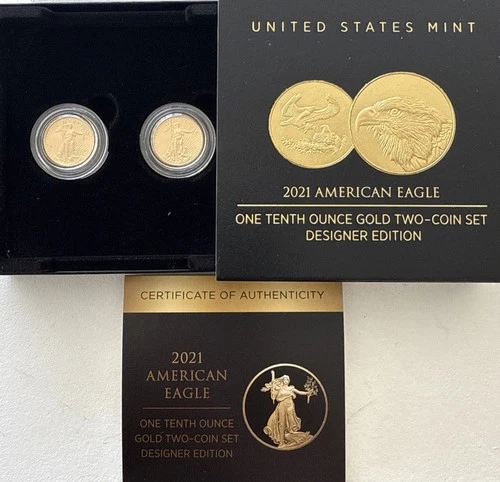 UNITED STATES MINT
2021 AMERICAN EAGLE
ONE TENTH OUNCE GOLD TWO-COIN SET
DESIGNER EDITION
CERTIFICATE OF AUTHENTICITY
2021
AMERICAN
EAGLE
ONE TENTH OUNCE
GOLD TWO-COIN SET
DESIGNER EDITION